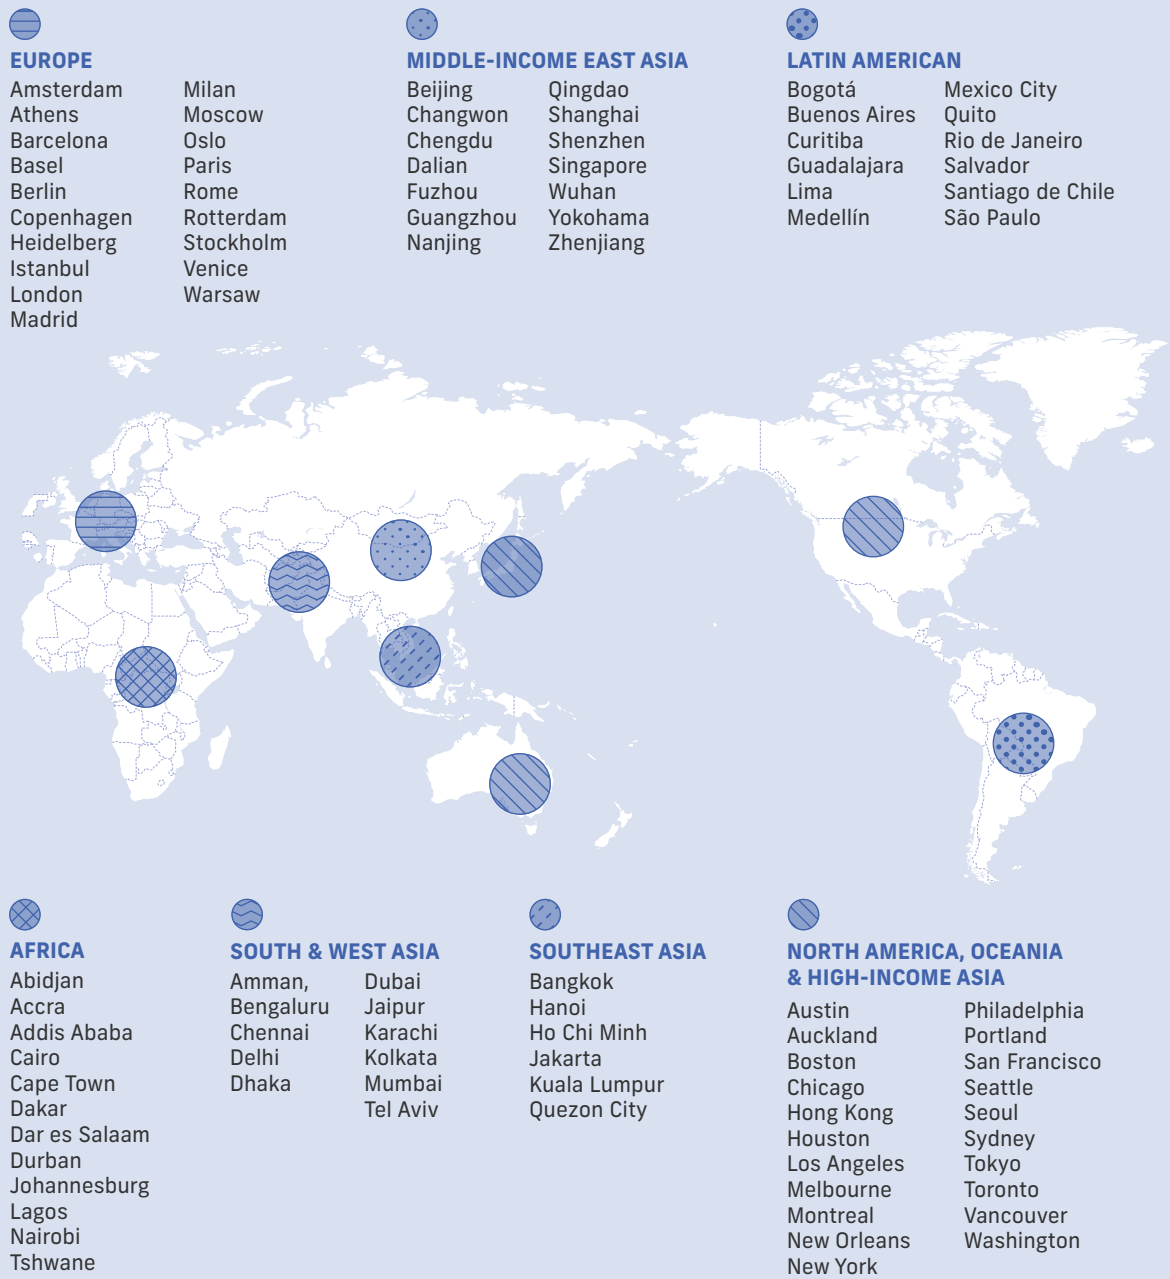 EUROPE
Amsterdam
Athens
Barcelona
Basel
Berlin
Copenhagen
Heidelberg
Istanbul
London
Madrid
Milan
Moscow
Oslo
Paris
Rome
Rotterdam
Stockholm
Venice
Warsaw
MIDDLE-INCOME EAST ASIA
Beijing
Changwon
Chengdu
Dalian
Fuzhou
Guangzhou
Nanjing
Qingdao
Shanghai
Shenzhen
Singapore
Wuhan
Yokohama
Zhenjiang
LATIN AMERICAN
Bogotá
Buenos Aires
Curitiba
Guadalajara
Lima
Medellín
Mexico City
Quito
Rio de Janeiro
Salvador
Santiago de Chile
São Paulo
AFRICA
Abidjan
Accra
Addis Ababa
Cairo
Cape Town
Dakar
Dar es Salaam
Durban
Johannesburg
Lagos
Nairobi
Tshwane
SOUTH & WEST ASIA
Amman,
Bengaluru
Chennai
Delhi
Dhaka
Dubai
Jaipur
Karachi
Kolkata
Mumbai
Tel Aviv
SOUTHEAST ASIA
Bangkok
Hanoi
Ho Chi Minh
Jakarta
Kuala Lumpur
Quezon City
NORTH AMERICA, OCEANIA
& HIGH-INCOME ASIA
Austin
Auckland
Boston
Chicago
Hong Kong
Houston
Los Angeles
Melbourne
Montreal
New Orleans
New York
Philadelphia
Portland
San Francisco
Seattle
Seoul
Sydney
Tokyo
Toronto
Vancouver
Washington